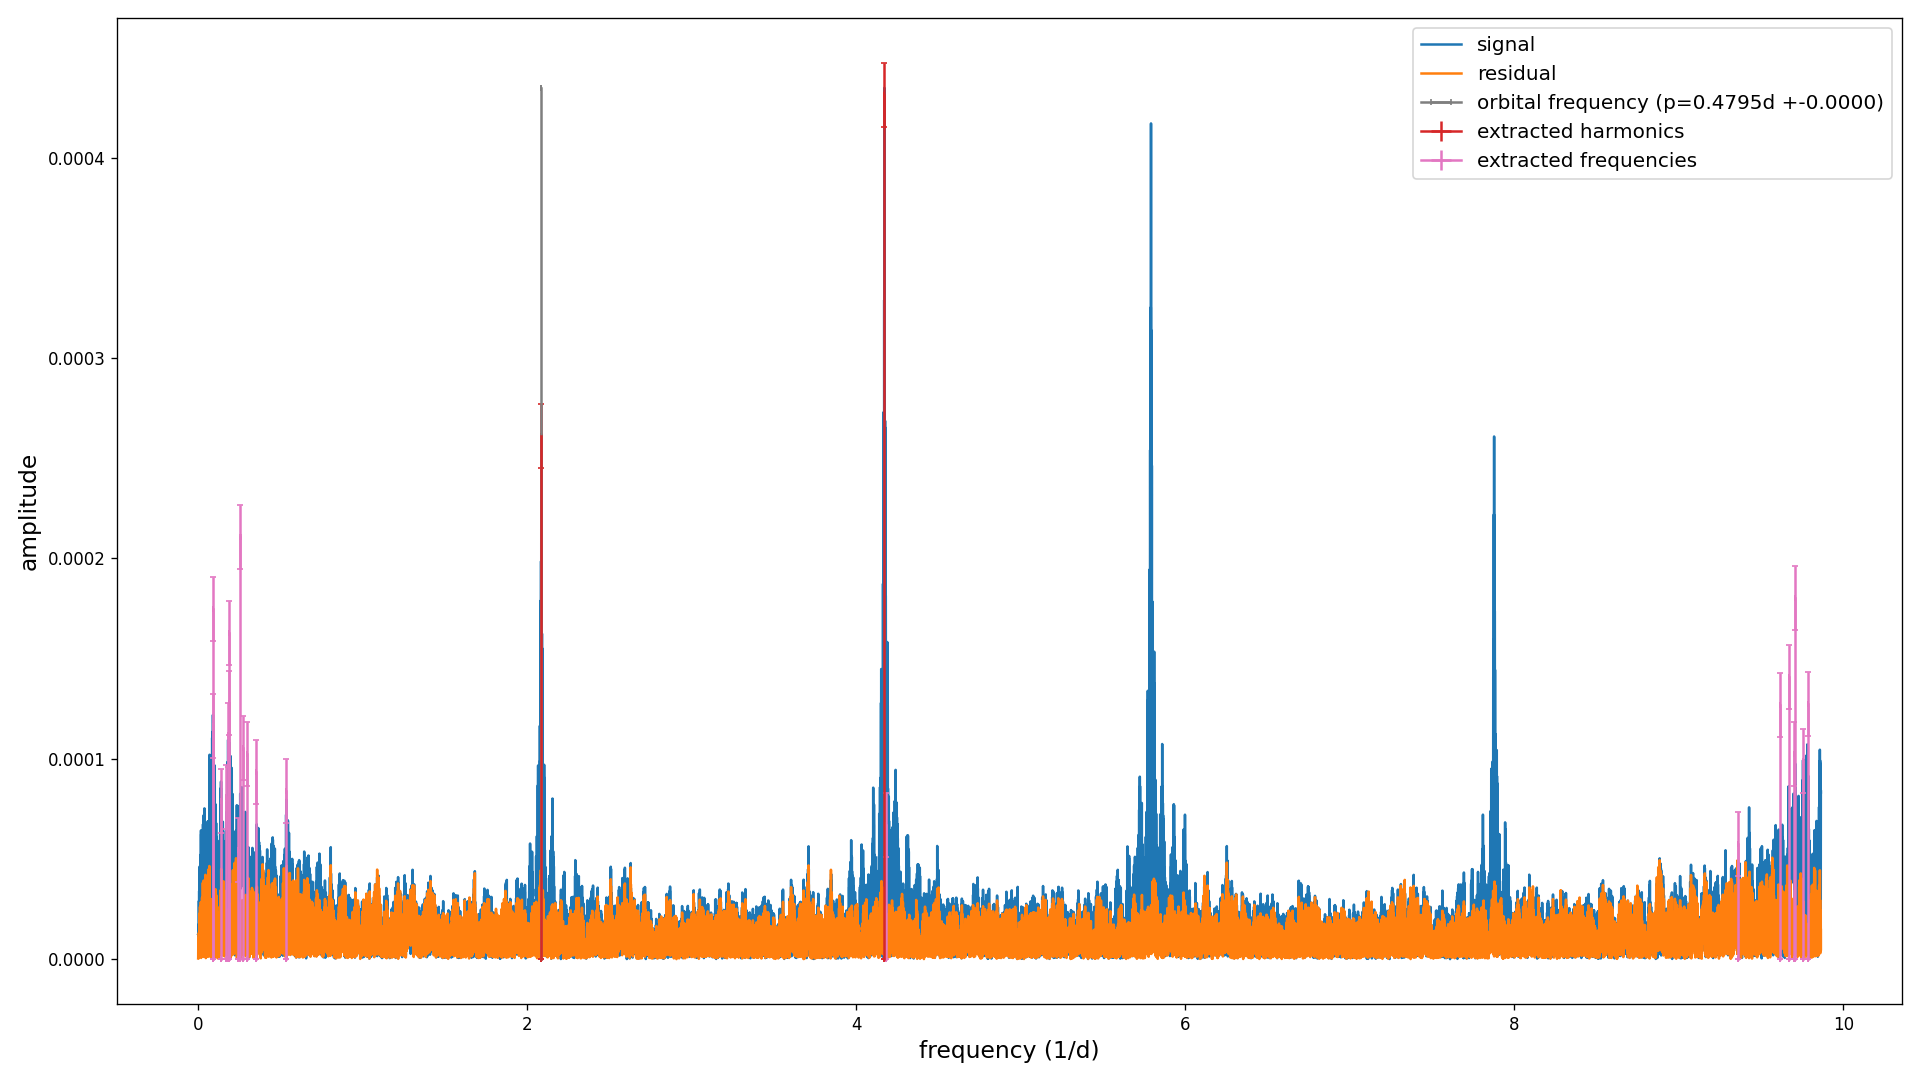 signal
residual
orbital frequency (p=0.4795d +-0.0000)
extracted harmonics
extracted frequencies
amplitude
0.0004
0.0003
0.0002
0.0001
0.0000
0 2 4 6 8 10
frequency (1/d)